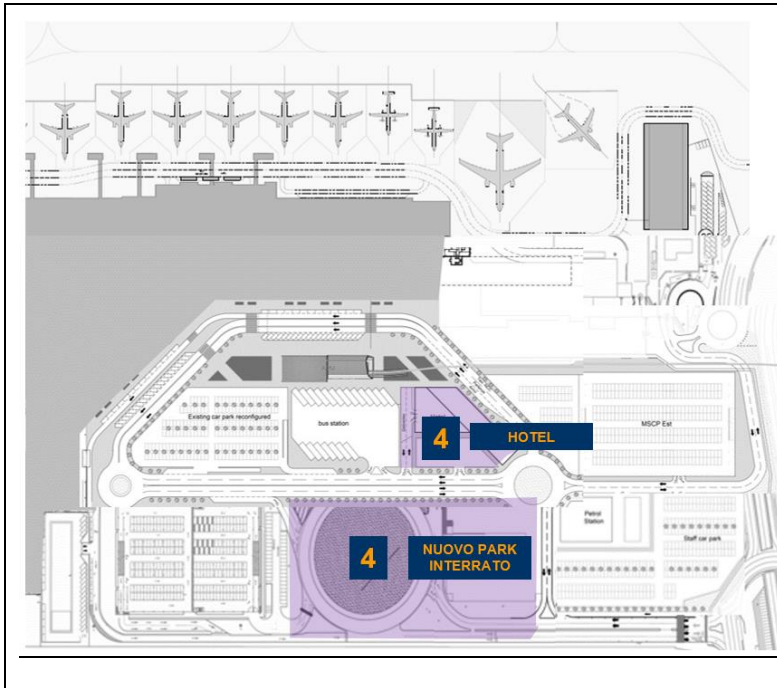 Existing car park reconfigured
bus station
MSCP Est
4
HOTEL
Petrol
Station
Staff car park
4
NUOVO PARK
INTERRATO